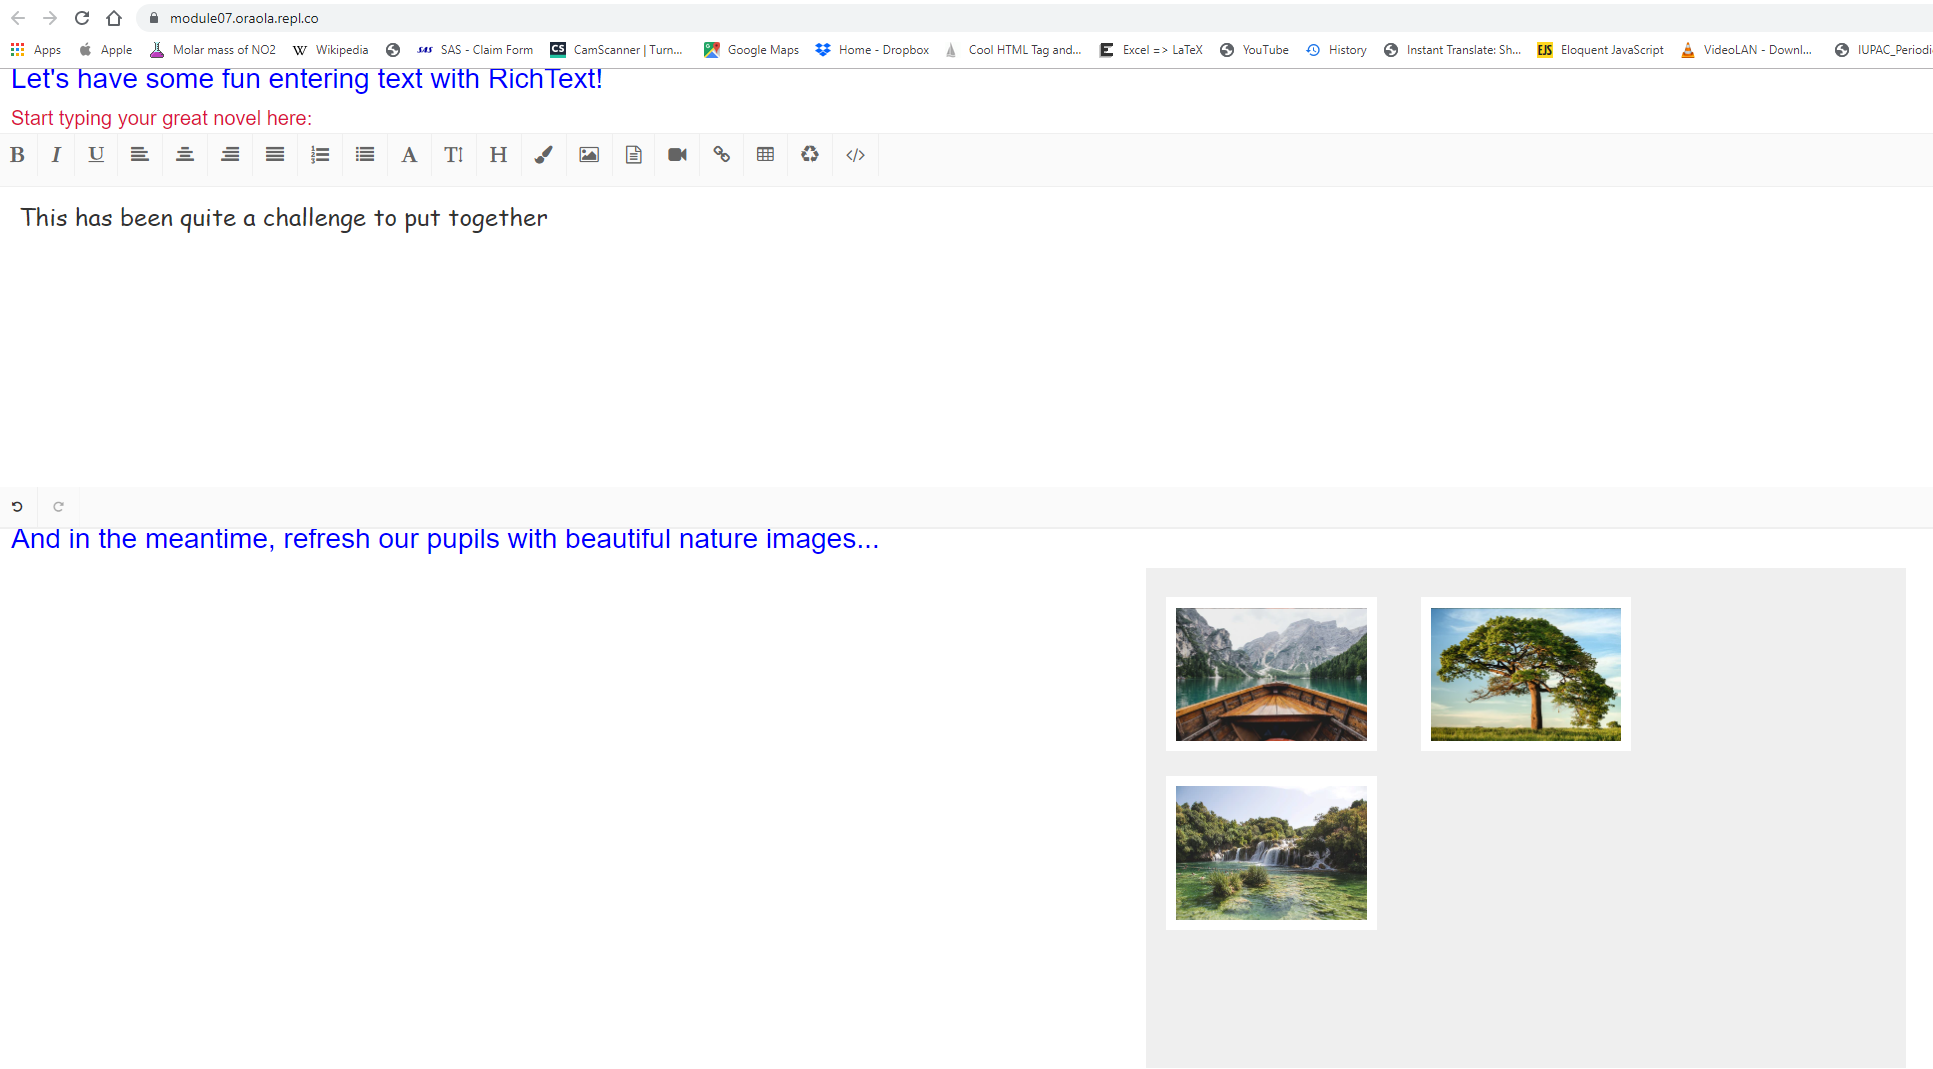 module07.oraola.repl.co
Apps Apple Molar mass of NO2 W Wikipedia SAS SAS - Claim Form CS CamScanner | Turn... Google Maps Home - Dropbox Cool HTML Tag and... E Excel => LaTeX YouTube History Instant Translate: Sh... EJS Eloquent JavaScript VideoLAN - Downl... IUPAC_Periodi
Let's have some fun entering text with RichText!
Start typing your great novel here:
B I U A T H </>
This has been quite a challenge to put together
And in the meantime, refresh our pupils with beautiful nature images...